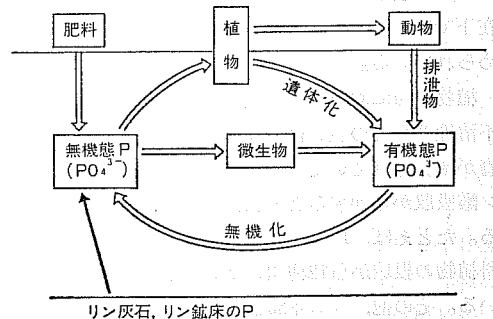 肥料
植物
動物
遺体化
排泄物
無機態P
(PO₄³⁻)
微生物
有機態P
(PO₄³⁻)
無機化
リン灰石，リン鉱床のP